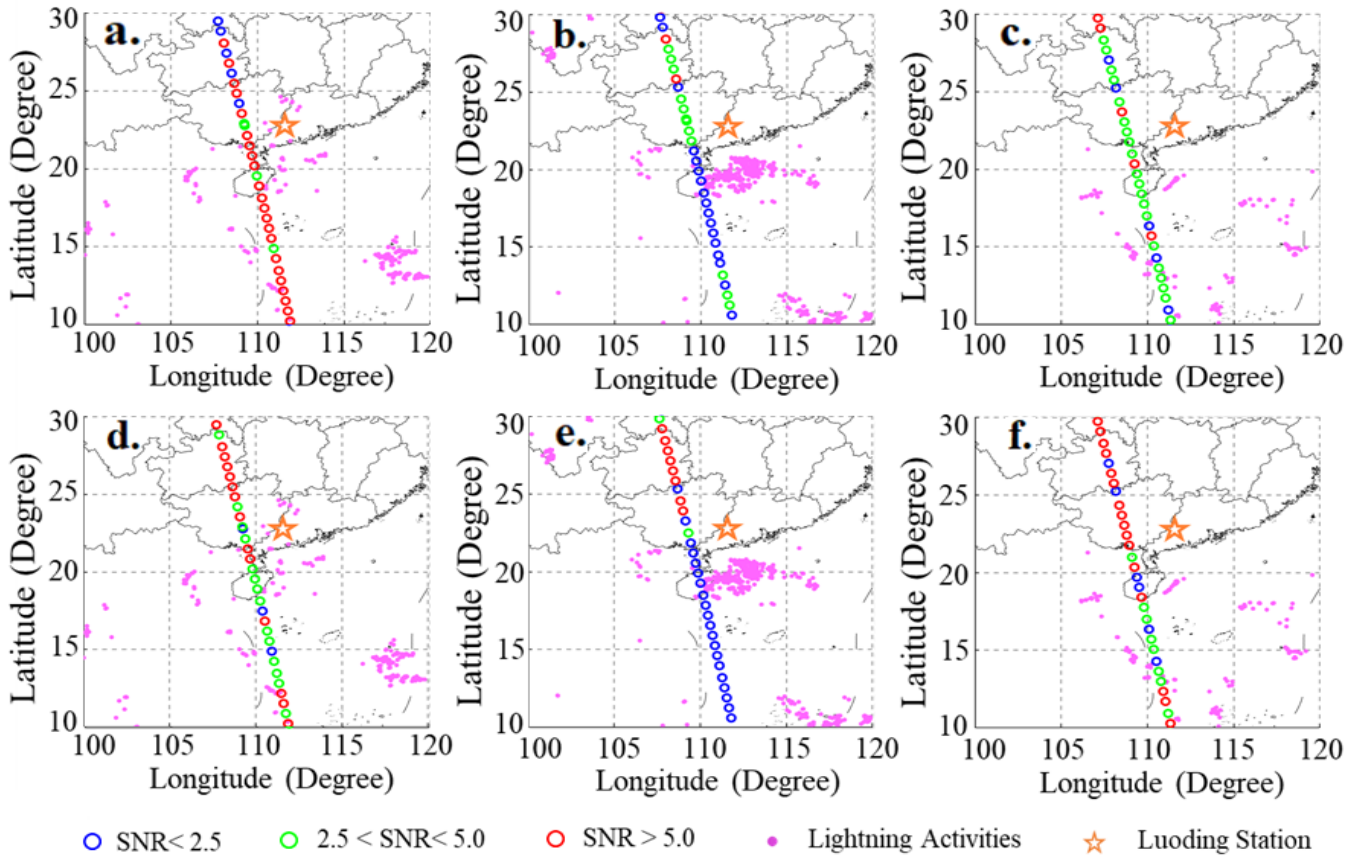 a. b. c.
30 30 30
25 25 25
20 20 20
15 15 15
10 10 10
Latitude (Degree) Latitude (Degree) Latitude (Degree)
100 105 110 115 120 100 105 110 115 120 100 105 110 115 120
Longitude (Degree) Longitude (Degree) Longitude (Degree)
d. e. f.
30 30 30
25 25 25
20 20 20
15 15 15
10 10 10
Latitude (Degree) Latitude (Degree) Latitude (Degree)
100 105 110 115 120 100 105 110 115 120 100 105 110 115 120
Longitude (Degree) Longitude (Degree) Longitude (Degree)
SNR< 2.5 2.5 < SNR< 5.0 SNR > 5.0 Lightning Activities Luoding Station